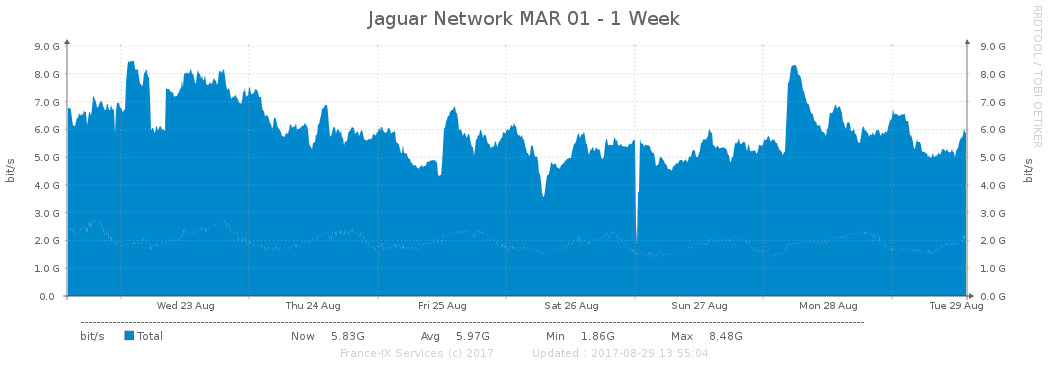 Jaguar Network MAR 01 - 1 Week
RRDTOOL / TOBI OETIKER
bit/s
9.0 G
8.0 G
7.0 G
6.0 G
5.0 G
4.0 G
3.0 G
2.0 G
1.0 G
0.0
9.0 G
8.0 G
7.0 G
6.0 G
5.0 G
4.0 G
3.0 G
2.0 G
1.0 G
0.0 G
bit/s
Wed 23 Aug Thu 24 Aug Fri 25 Aug Sat 26 Aug Sun 27 Aug Mon 28 Aug Tue 29 Aug
bit/s Total Now 5.83G Avg 5.97G Min 1.86G Max 8.48G
France-IX Services (c) 2017 Updated : 2017-08-29 13:55:04